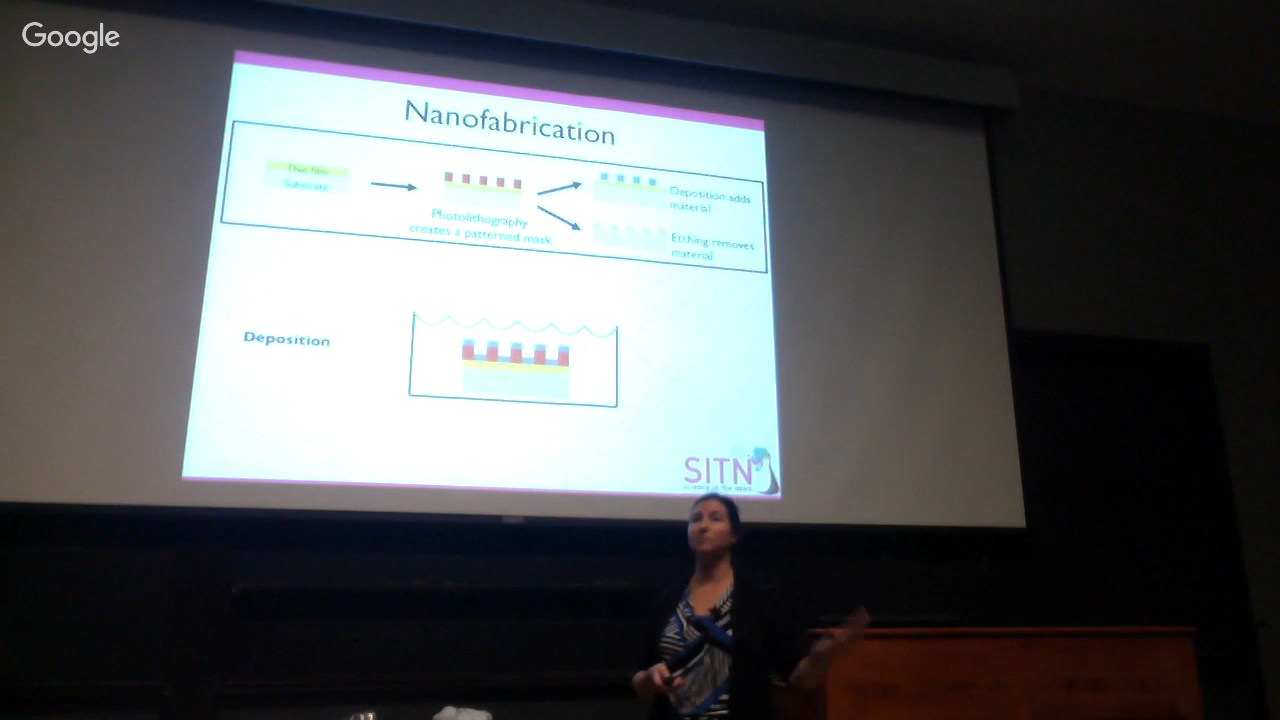 Google
Nanofabrication
Thin film
Substrate
Photolithography
creates a patterned mask
Deposition adds
material
Etching removes
material
Deposition
SITN